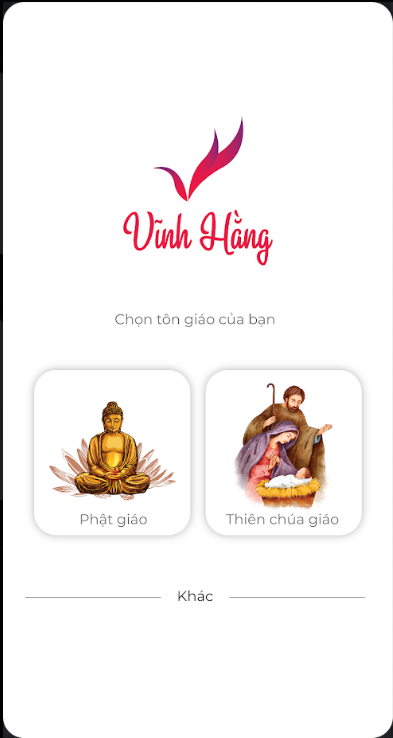 Vĩnh Hằng
Chọn tôn giáo của bạn
Phật giáo
Thiên chúa giáo
Khác